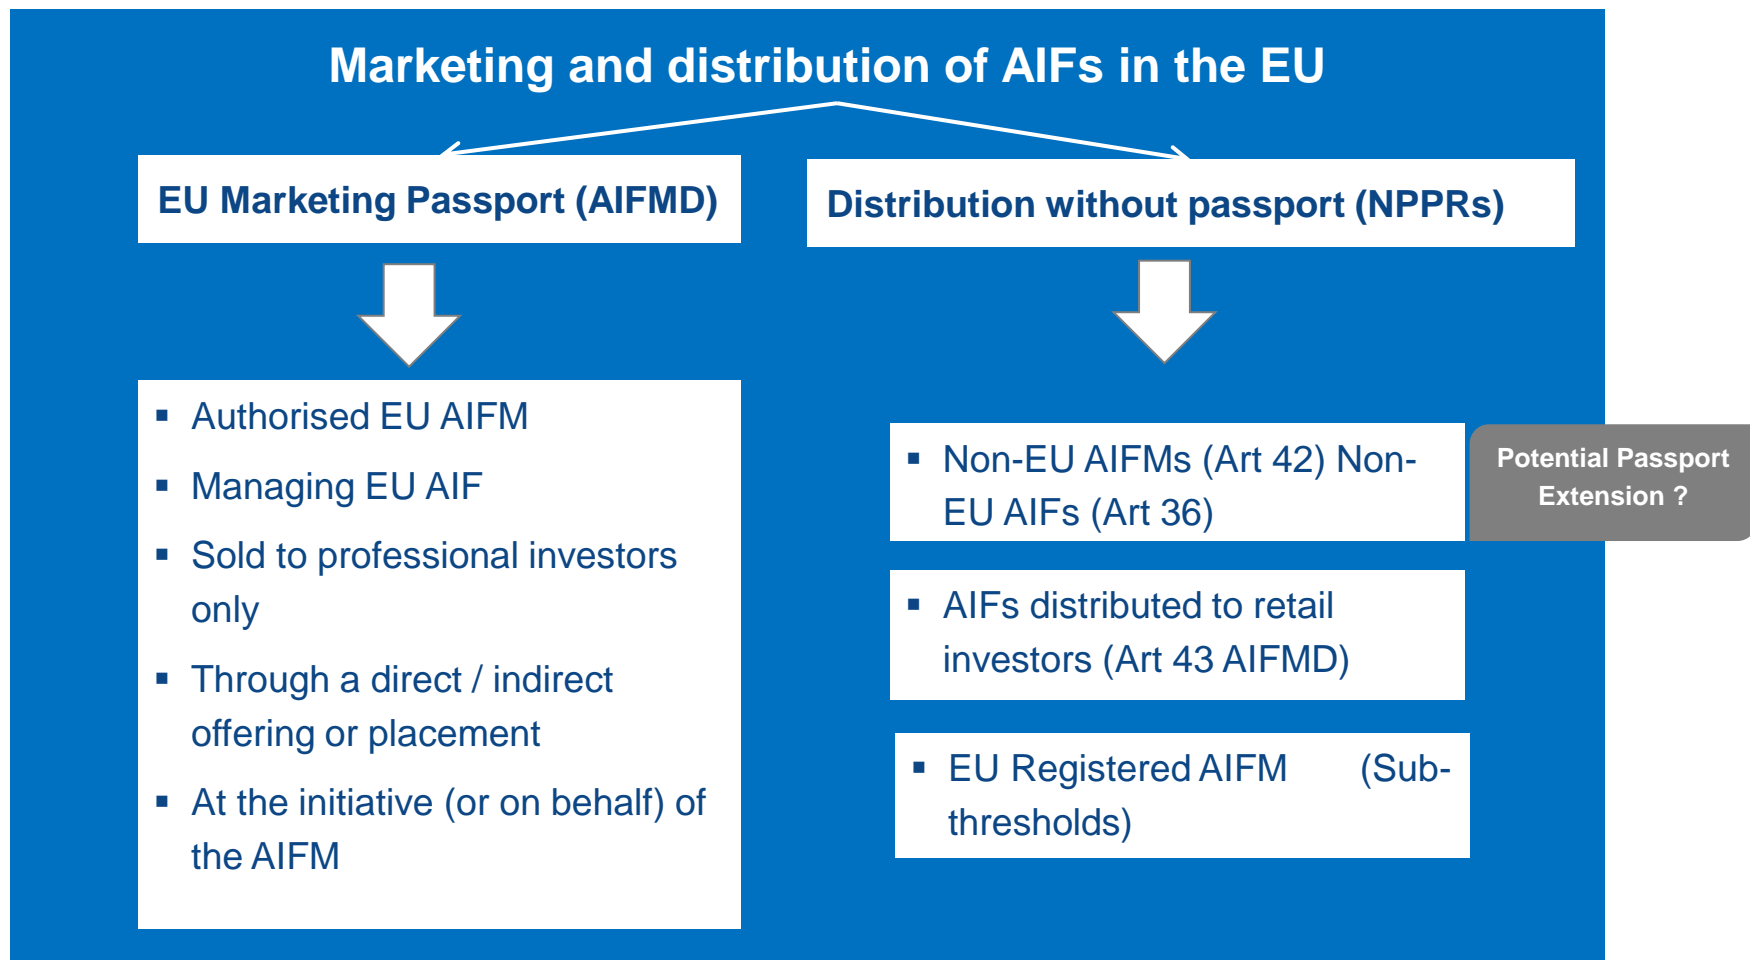 Marketing and distribution of AIFs in the EU
EU Marketing Passport (AIFMD)
▪ Authorised EU AIFM
▪ Managing EU AIF
▪ Sold to professional investors
only
▪ Through a direct / indirect
offering or placement
▪ At the initiative (or on behalf) of
the AIFM
Distribution without passport (NPPRs)
▪ Non-EU AIFMs (Art 42) Non-
EU AIFs (Art 36)
Potential Passport
Extension ?
▪ AIFs distributed to retail
investors (Art 43 AIFMD)
▪ EU Registered AIFM (Sub-
thresholds)